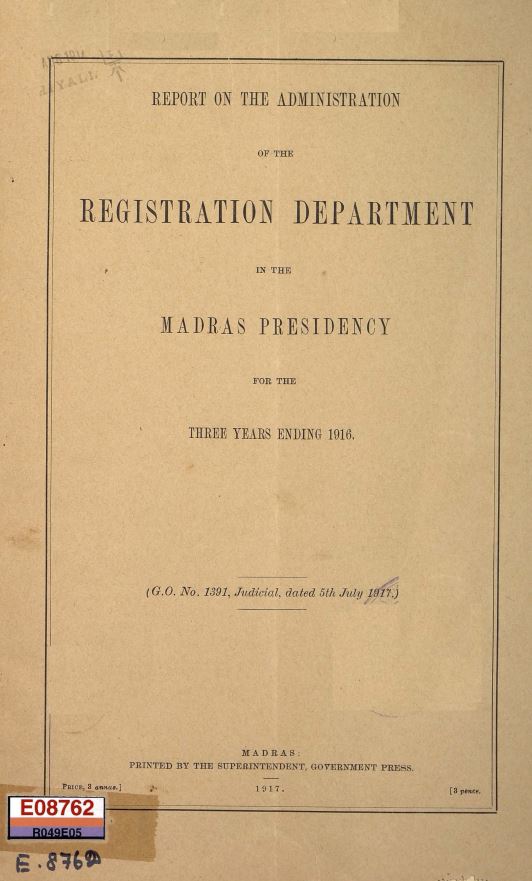 REPORT ON THE ADMINISTRATION
OF THE
REGISTRATION DEPARTMENT
IN THE
MADRAS PRESIDENCY
FOR THE
THREE YEARS ENDING 1916.
(G.O. No. 1391, Judicial, dated 5th July 1917.)
MADRAS:
PRINTED BY THE SUPERINTENDENT, GOVERNMENT PRESS.
PRICE, 3 annas.]
1917.
[3 pence.
E08762
R049E05
E.8762